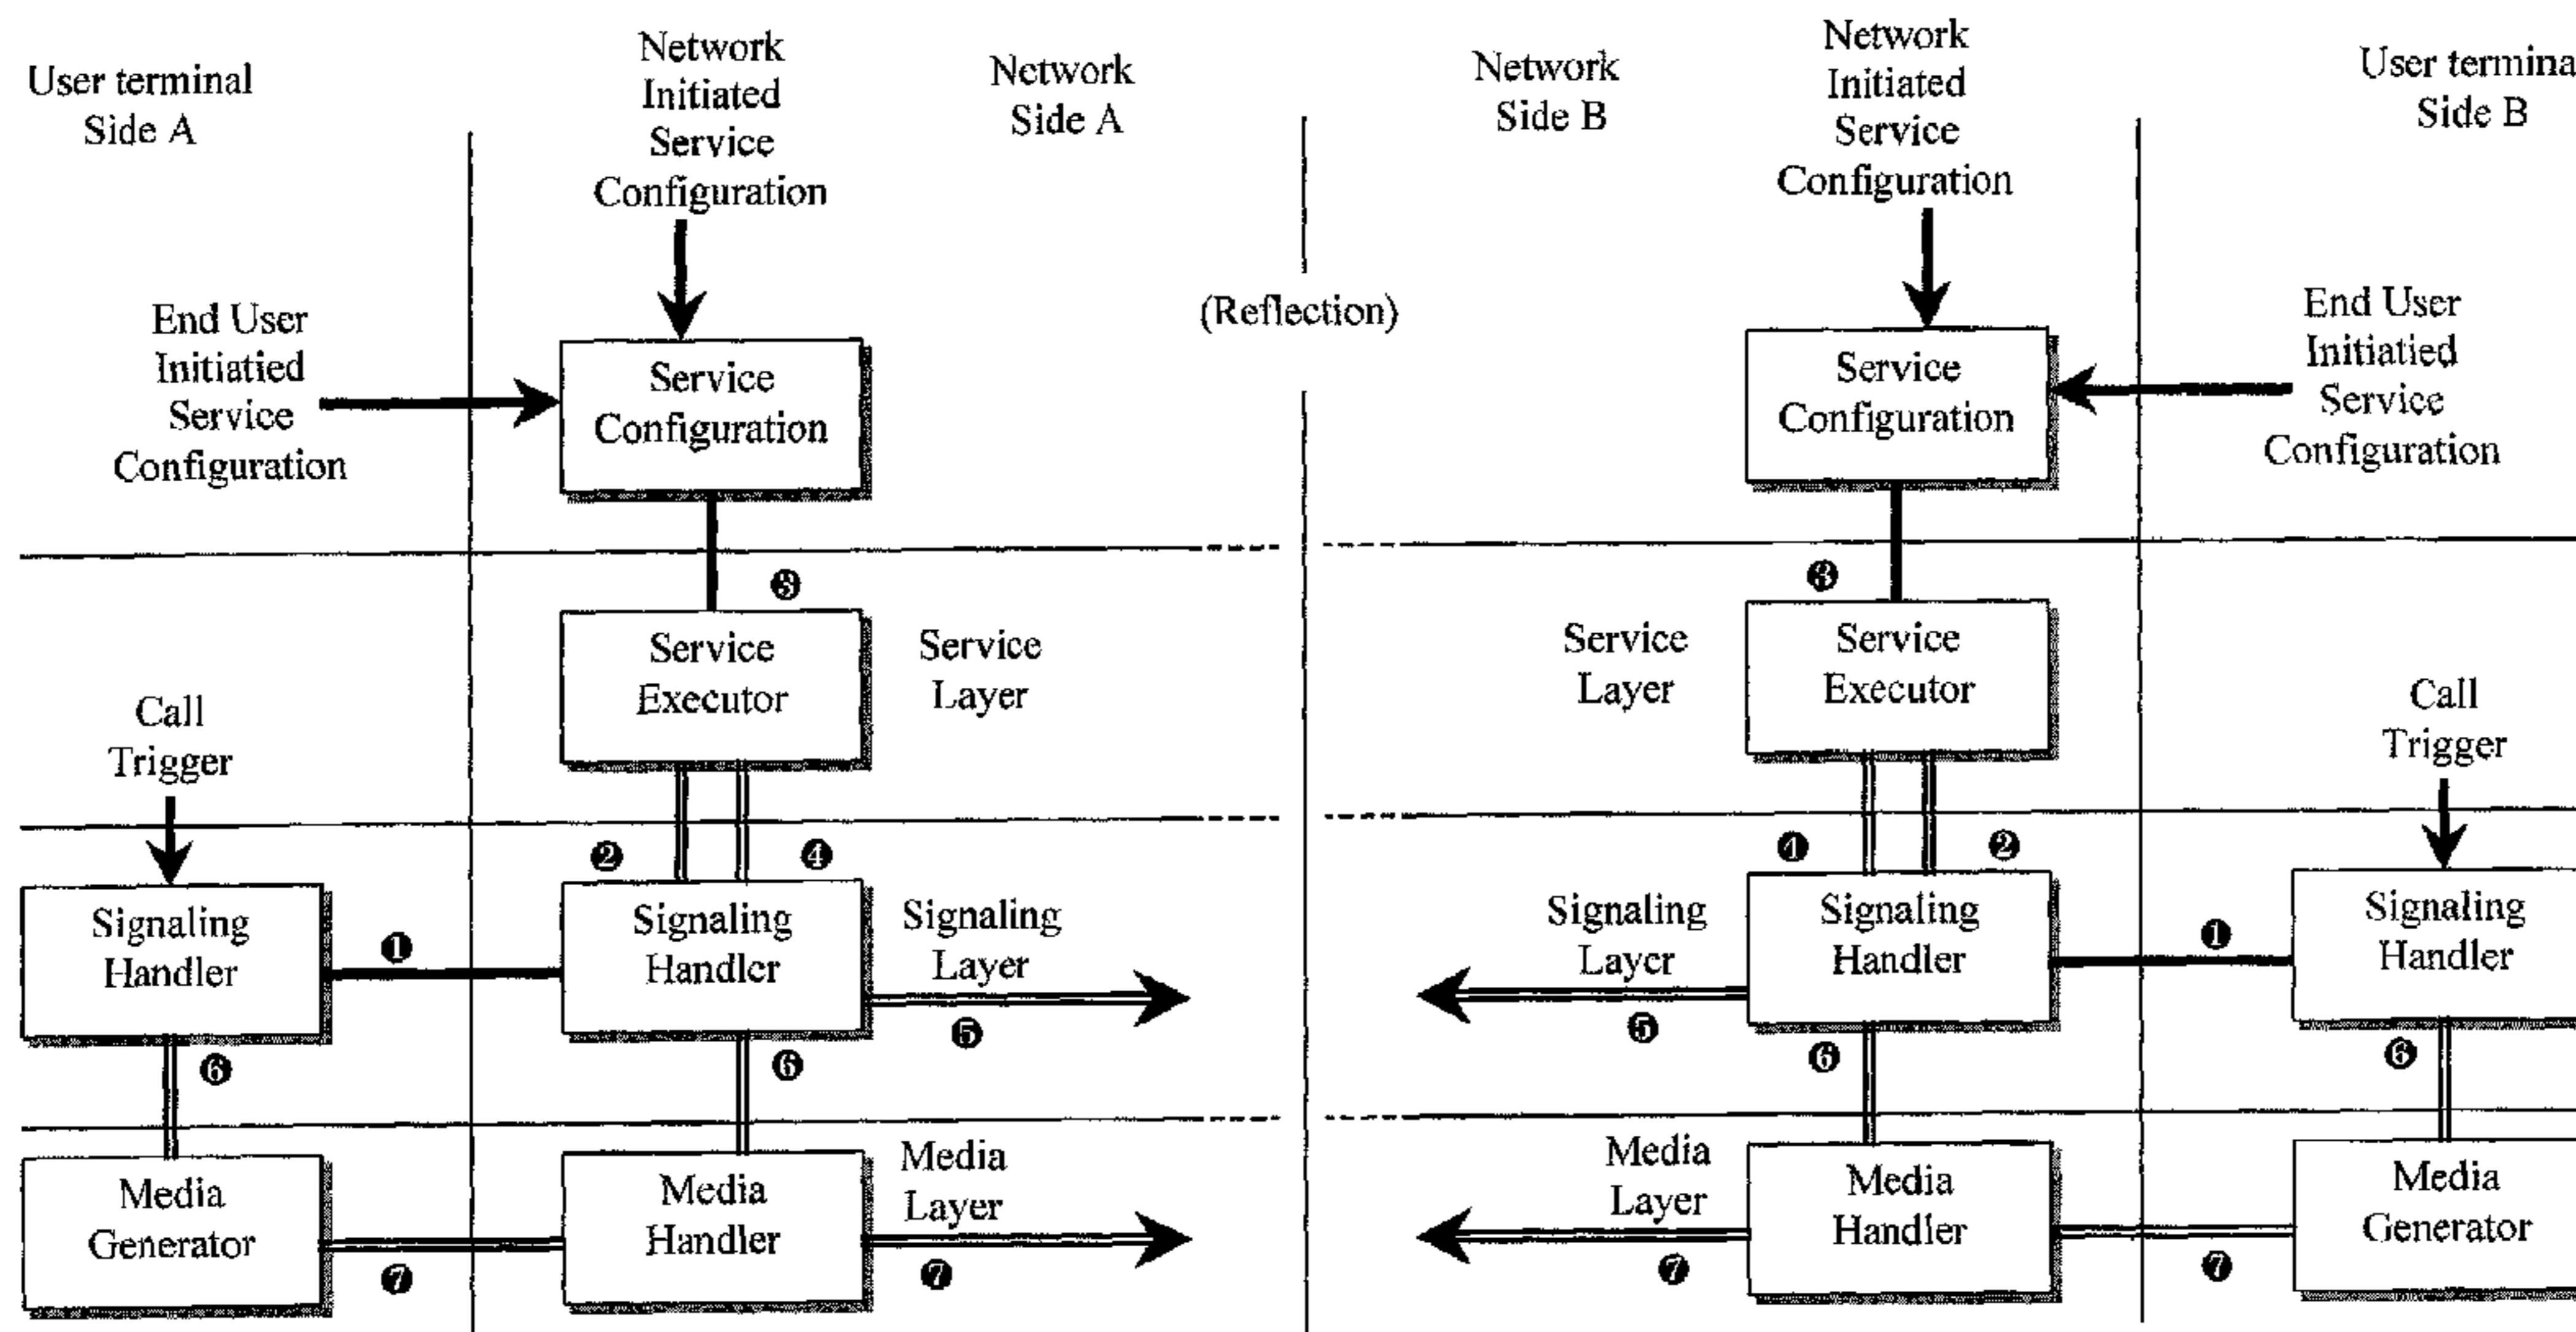 User terminal
Side A
Network
Initiated
Service
Configuration
Network
Side A
Network
Side B
Network
Initiated
Service
Configuration
User termina
Side B
End User
Initiatied
Service
Configuration
Service
Configuration
(Reflection)
Service
Configuration
End User
Initiatied
Service
Configuration
❸
Service
Executor
Service
Layer
❸
Service
Layer
Service
Executor
Call
Trigger
Call
Trigger
❷
❹
❹
❷
Signaling
Handler
❶
Signaling
Handler
Signaling
Layer
❺
Signaling
Layer
❺
Signaling
Handler
❶
Signaling
Handler
❻
❻
❻
❻
Media
Generator
❼
Media
Handler
Media
Layer
❼
Media
Layer
❼
Media
Handler
❼
Media
Generator